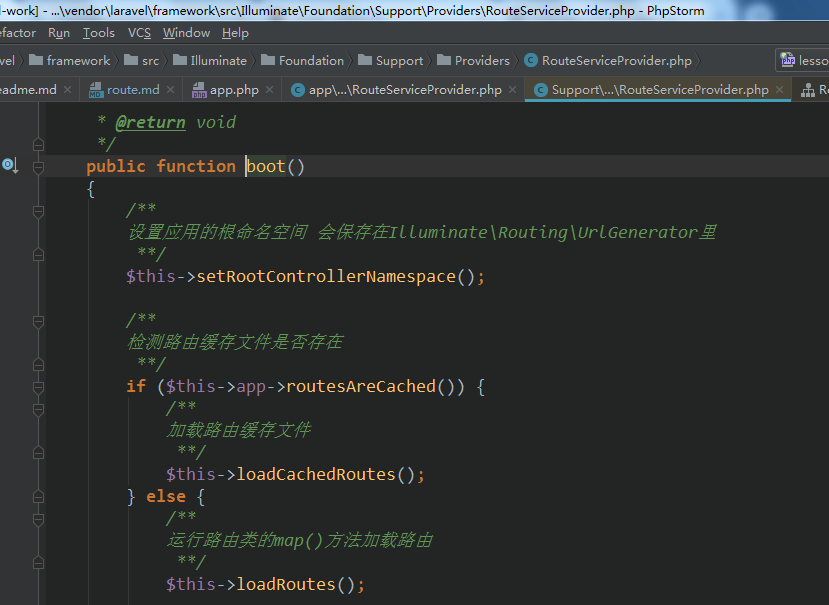 l-work] - ...\vendor\laravel\framework\src\Illuminate\Foundation\Support\Providers\RouteServiceProvider.php - PhpStorm
efactor Run Tools VCS Window Help
vel framework src Illuminate Foundation Support Providers RouteServiceProvider.php lesso
eadme.md route.md app.php app\...\RouteServiceProvider.php Support\...\RouteServiceProvider.php Ro
* @return void
*/
public function boot()
{
/**
设置应用的根命名空间 会保存在Illuminate\Routing\UrlGenerator里
**/
$this->setRootControllerNamespace();
/**
检测路由缓存文件是否存在
**/
if ($this->app->routesAreCached()) {
/**
加载路由缓存文件
**/
$this->loadCachedRoutes();
} else {
/**
运行路由类的map()方法加载路由
**/
$this->loadRoutes();